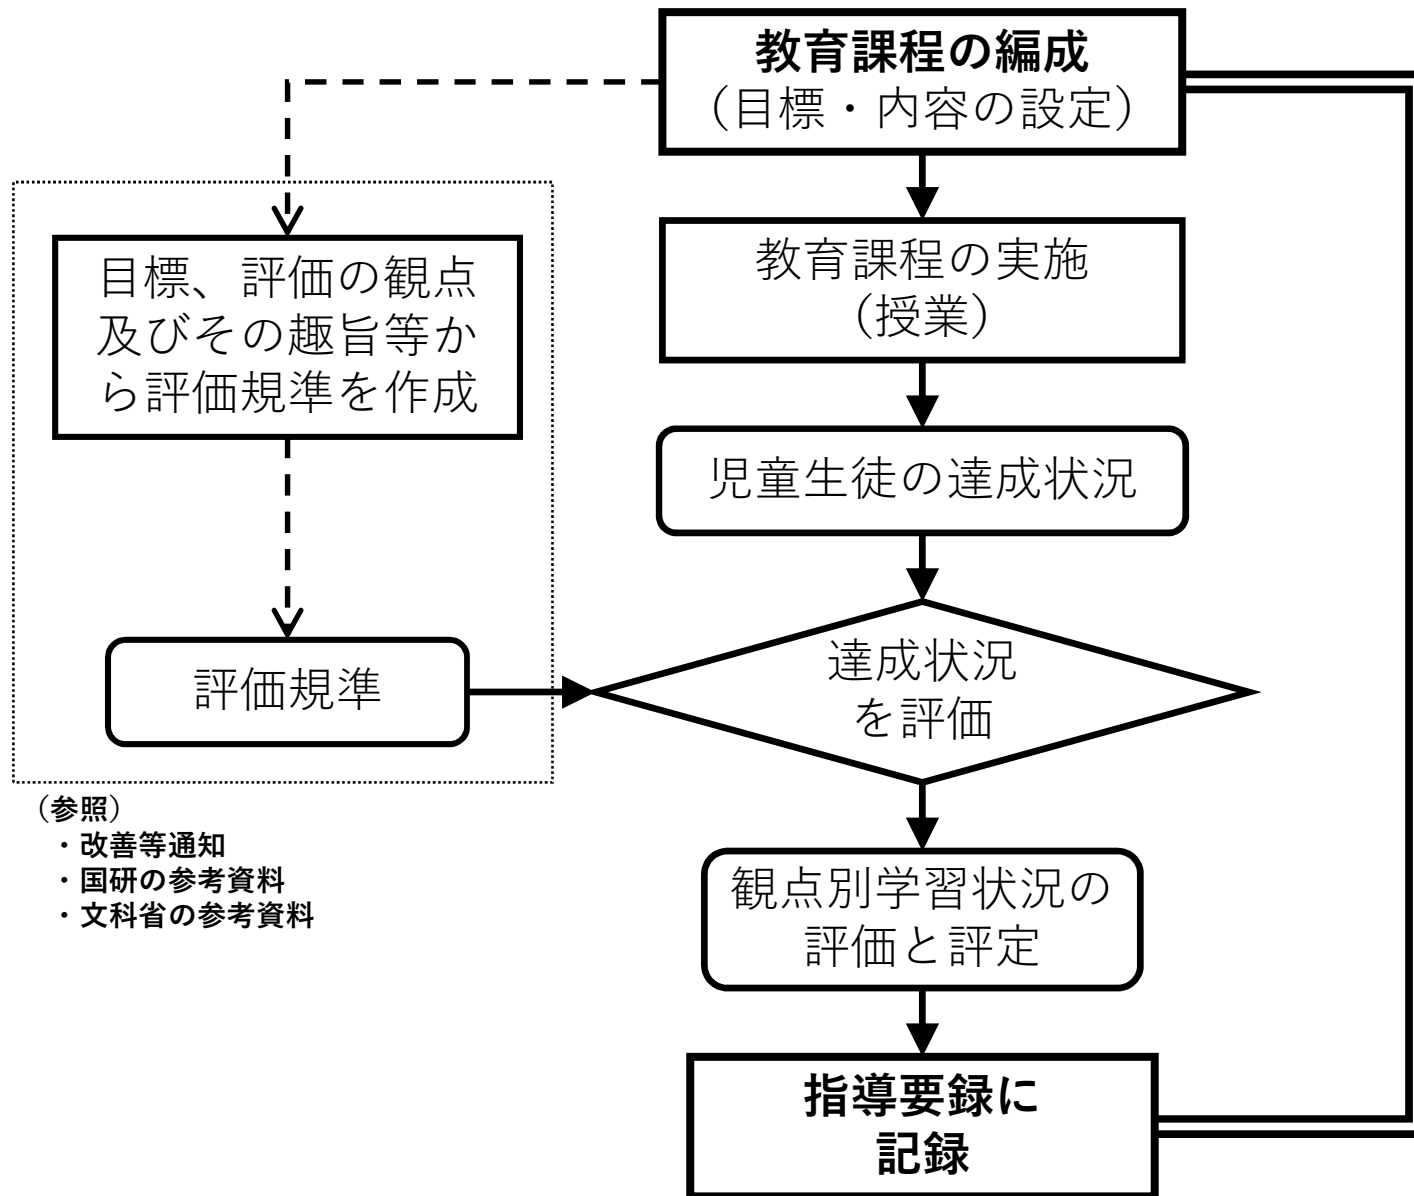 教育課程の編成
（目標・内容の設定）
教育課程の実施
（授業）
目標、評価の観点
及びその趣旨等か
ら評価規準を作成
児童生徒の達成状況
評価規準
達成状況
を評価
（参照）
・改善等通知
・国研の参考資料
・文科省の参考資料
観点別学習状況の
評価と評定
指導要録に
記録